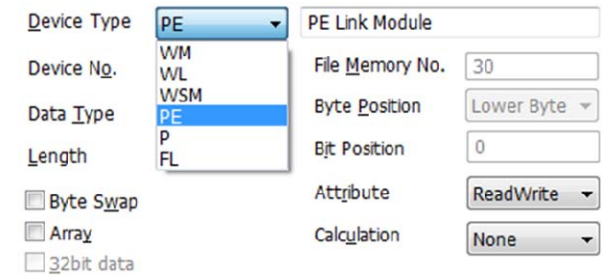 Device Type PE PE Link Module
WM
Device No. WL File Memory No. 30
WSM
Data Type PE Byte Position Lower Byte
P
Length FL Bit Position 0
Byte Swap Attribute ReadWrite
Array Calculation None
32bit data